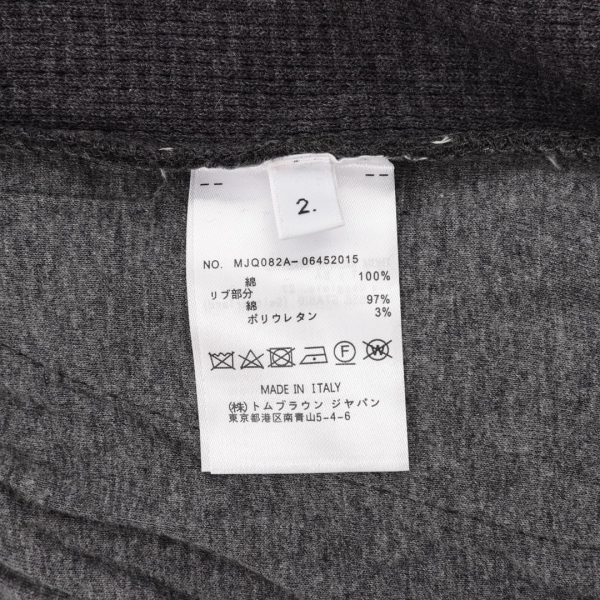 -- --
2.
NO. MJQ082A-06452015
綿 100%
リブ部分
綿 97%
ポリウレタン 3%
F W
MADE IN ITALY
(株)トムブラウン ジャパン
東京都港区南青山5-4-6